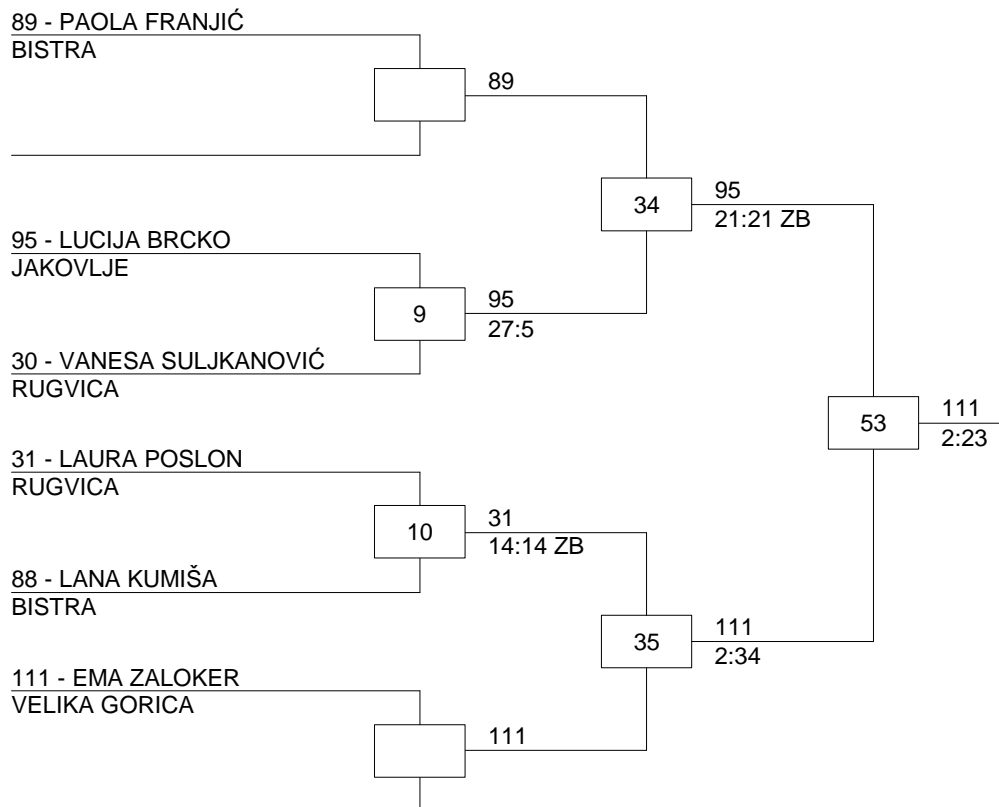 89 - PAOLA FRANJIĆ
BISTRA
89
34
95
21:21 ZB
95 - LUCIJA BRCKO
JAKOVLJE
9
95
27:5
30 - VANESA SULJKANOVIĆ
RUGVICA
53
111
2:23
31 - LAURA POSLON
RUGVICA
10
31
14:14 ZB
88 - LANA KUMIŠA
BISTRA
35
111
2:34
111 - EMA ZALOKER
VELIKA GORICA
111